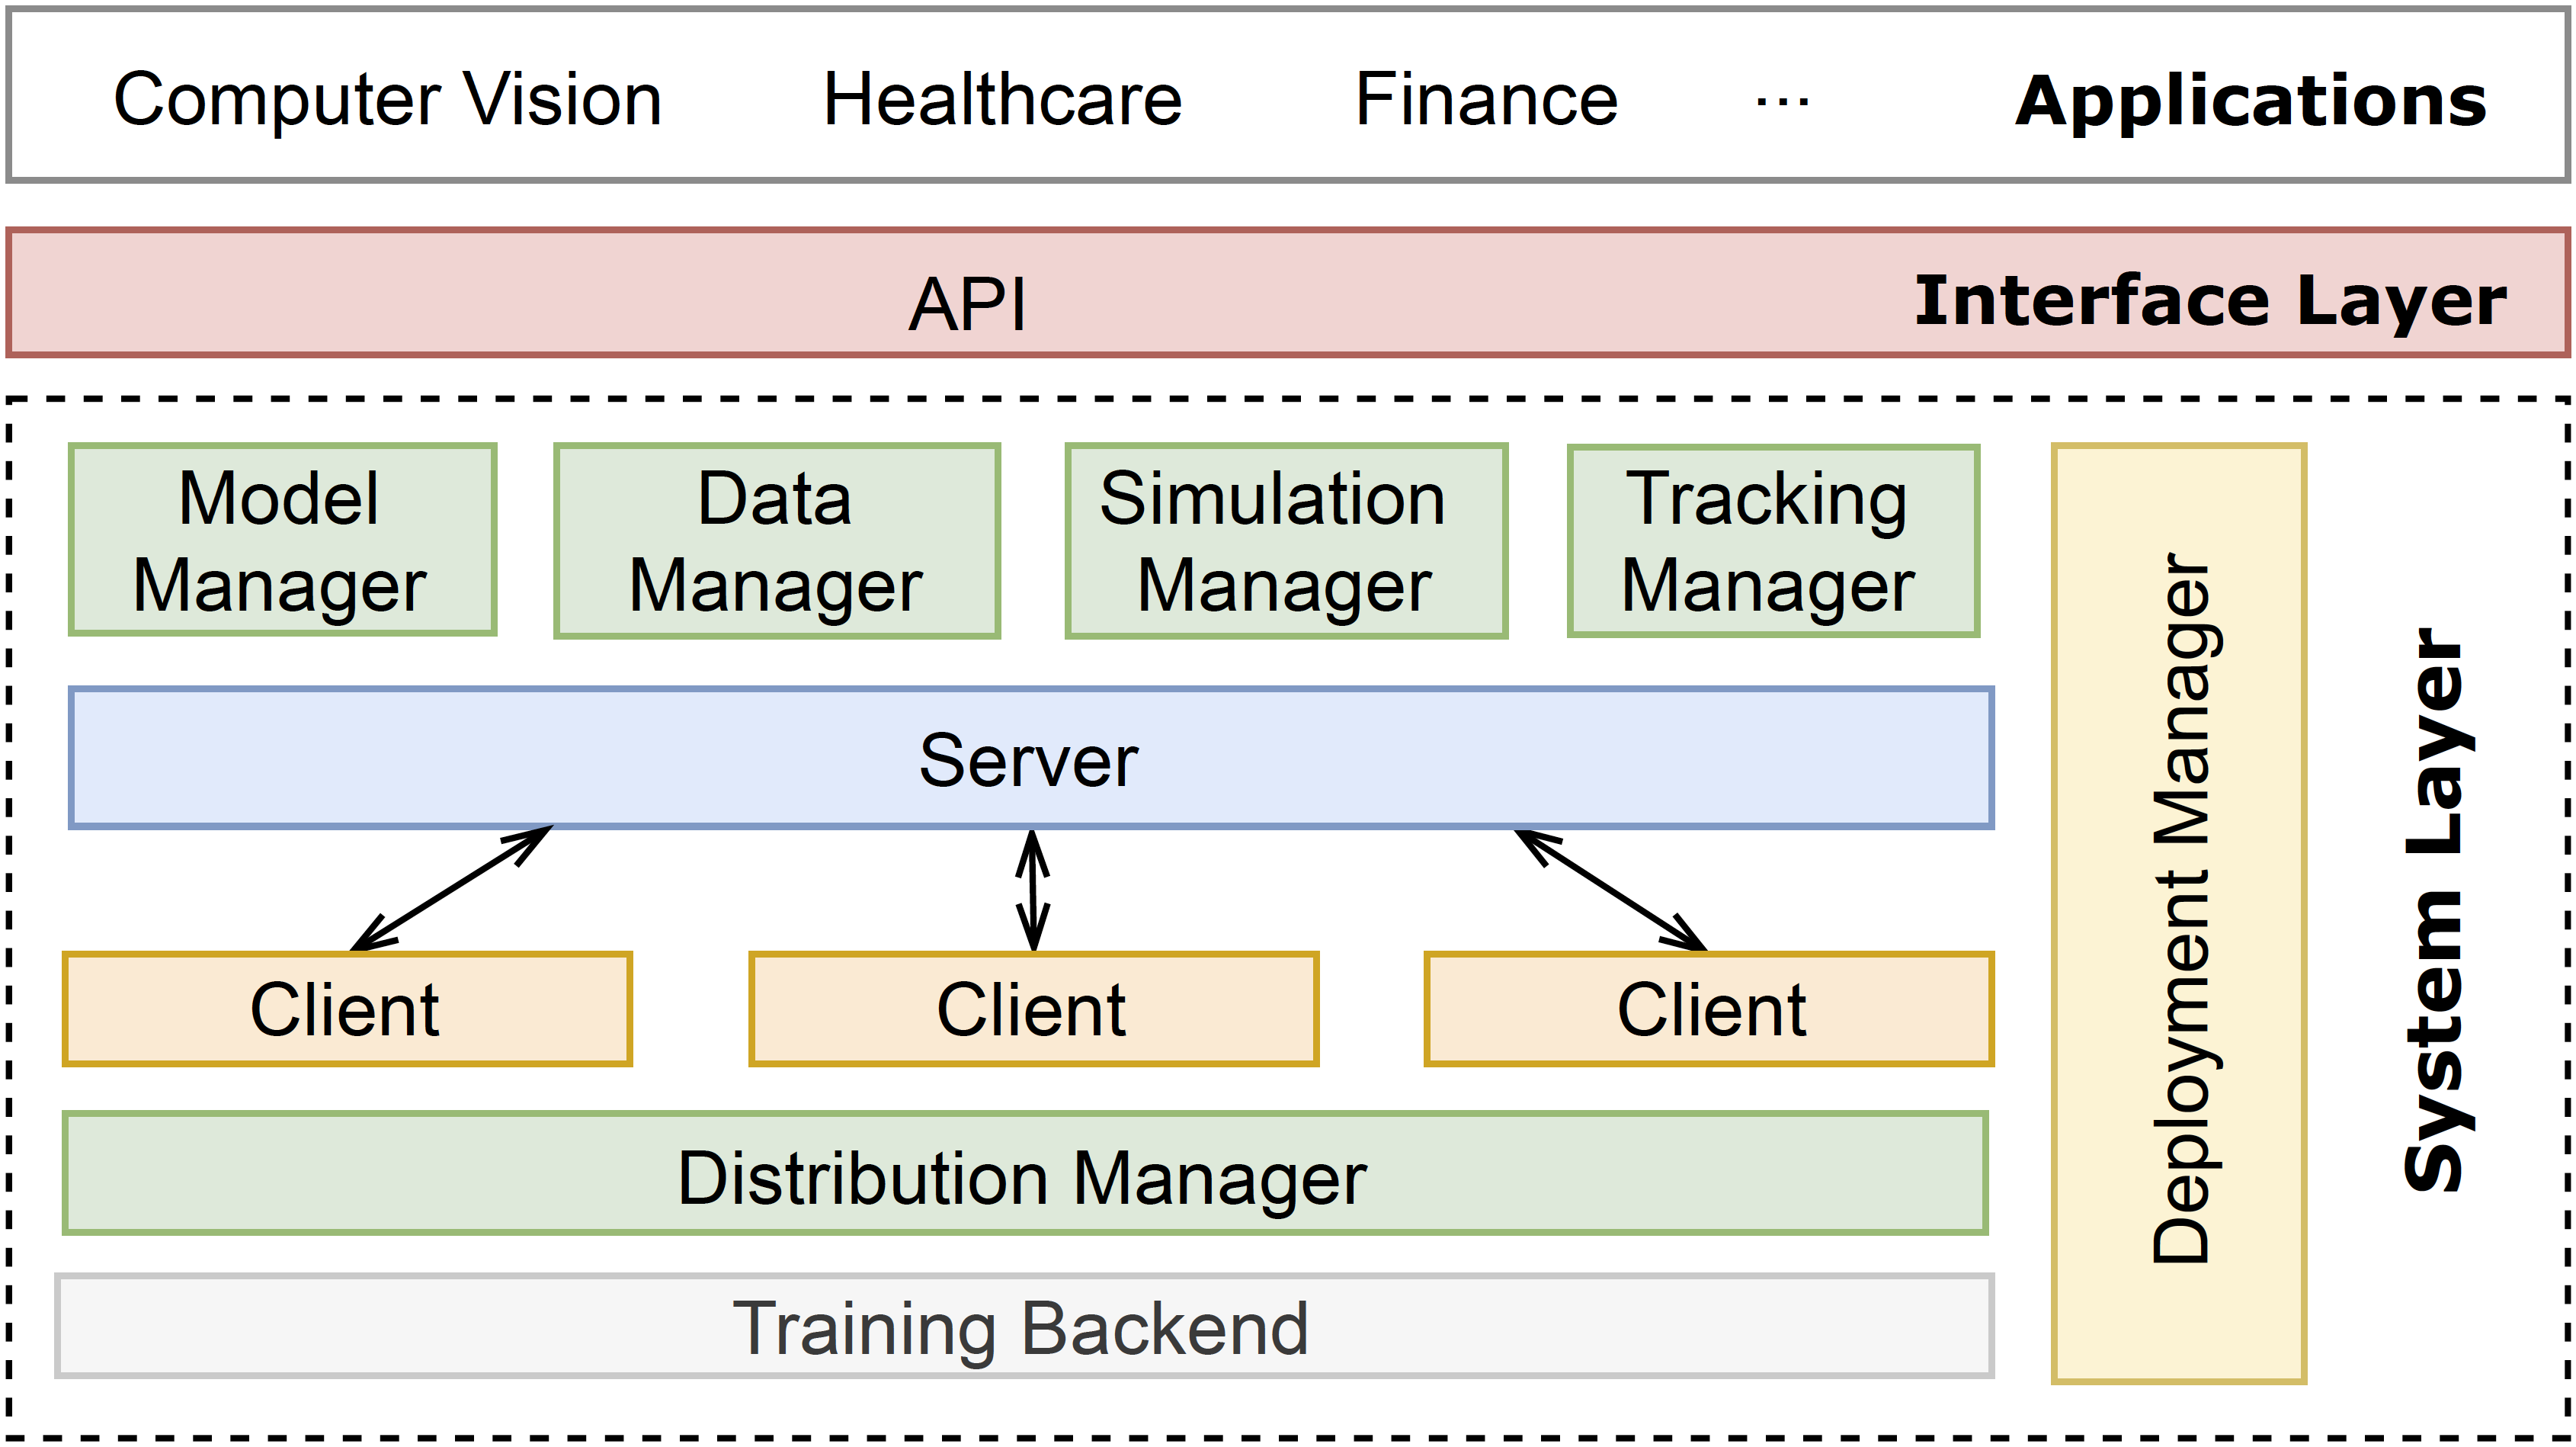 Computer Vision Healthcare Finance ... Applications
API Interface Layer
Model
Manager
Data
Manager
Simulation
Manager
Tracking
Manager
Server
Client Client Client
Distribution Manager
Training Backend
Deployment Manager
System Layer